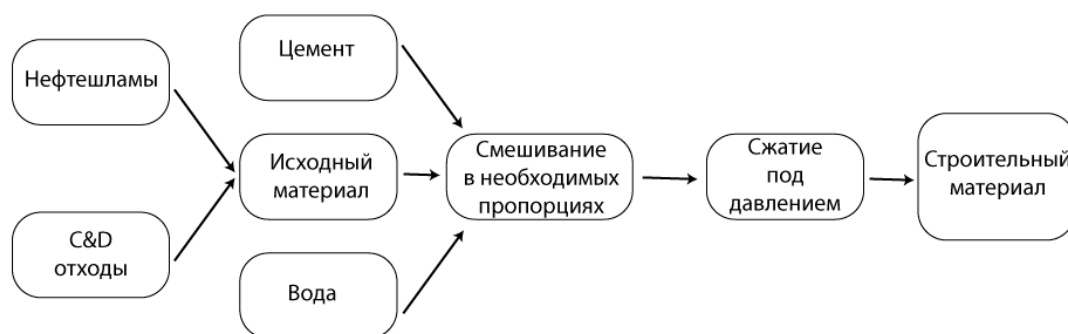 Нефтешламы
C&D
отходы
Цемент
Исходный
материал
Вода
Смешивание
в необходимых
пропорциях
Сжатие
под
давлением
Строительный
материал